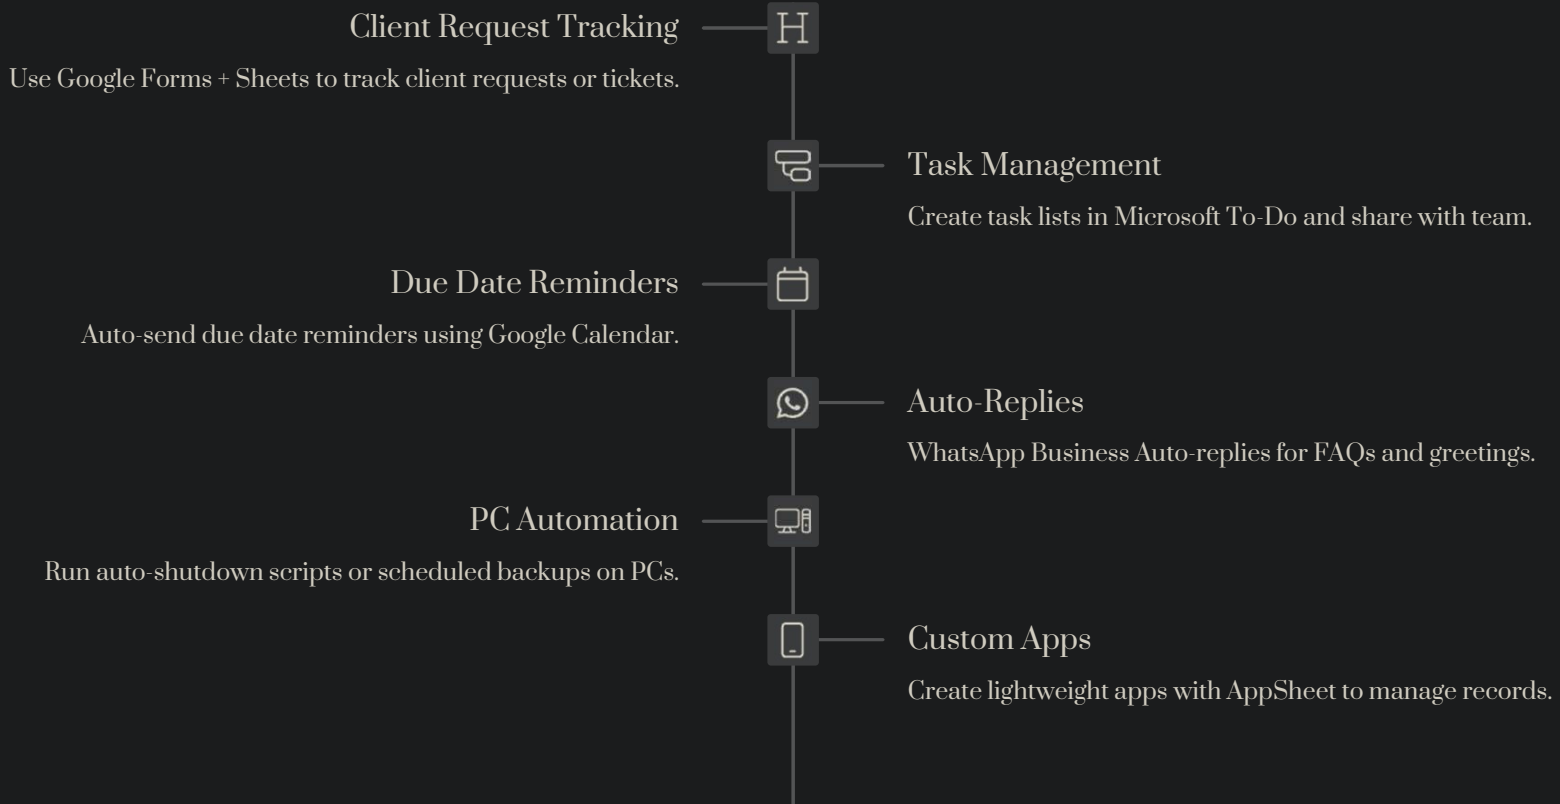 Client Request Tracking
Use Google Forms + Sheets to track client requests or tickets.
Task Management
Create task lists in Microsoft To-Do and share with team.
Due Date Reminders
Auto-send due date reminders using Google Calendar.
Auto-Replies
WhatsApp Business Auto-replies for FAQs and greetings.
PC Automation
Run auto-shutdown scripts or scheduled backups on PCs.
Custom Apps
Create lightweight apps with AppSheet to manage records.